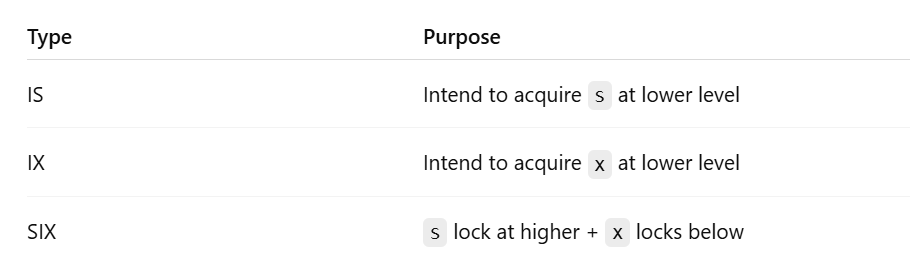 Type Purpose
IS Intend to acquire s at lower level
IX Intend to acquire x at lower level
SIX s lock at higher + x locks below